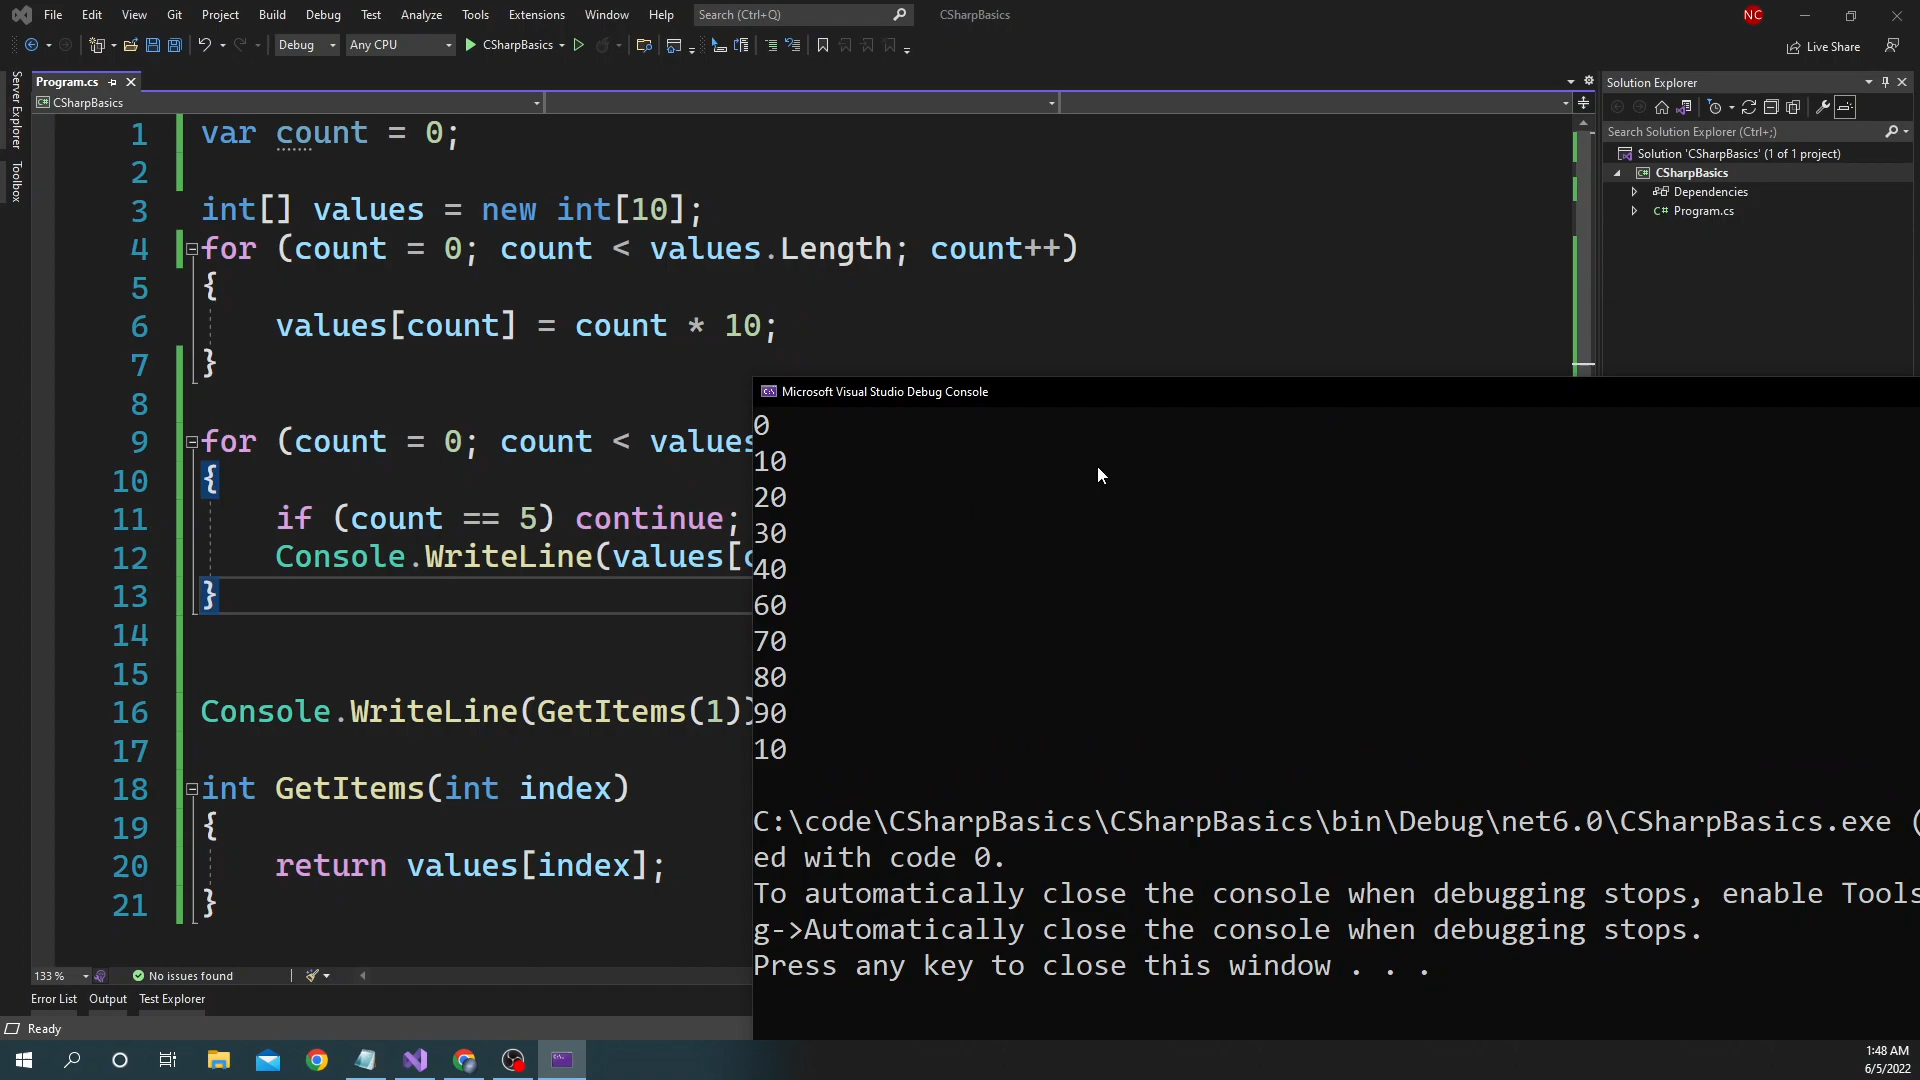 File Edit View Git Project Build Debug Test Analyze Tools Extensions Window Help Search (Ctrl+Q) CSharpBasics NC
Debug Any CPU CSharpBasics Live Share
Server Explorer
Toolbox
Program.cs
CSharpBasics
1 var count = 0;
2
3 int[] values = new int[10];
4 for (count = 0; count < values.Length; count++)
5 {
6 values[count] = count * 10;
7 }
8
9 for (count = 0; count < values
10 {
11 if (count == 5) continue;
12 Console.WriteLine(values[c
13 }
14
15
16 Console.WriteLine(GetItems(1))
17
18 int GetItems(int index)
19 {
20 return values[index];
21 }
133 % No issues found
Error List Output Test Explorer
Ready
Solution Explorer
Search Solution Explorer (Ctrl+;)
Solution 'CSharpBasics' (1 of 1 project)
CSharpBasics
Dependencies
C# Program.cs
Microsoft Visual Studio Debug Console
0
10
20
30
40
60
70
80
90
10
C:\code\CSharpBasics\CSharpBasics\bin\Debug\net6.0\CSharpBasics.exe (
ed with code 0.
To automatically close the console when debugging stops, enable Tools
g->Automatically close the console when debugging stops.
Press any key to close this window . . .
1:48 AM
6/5/2022